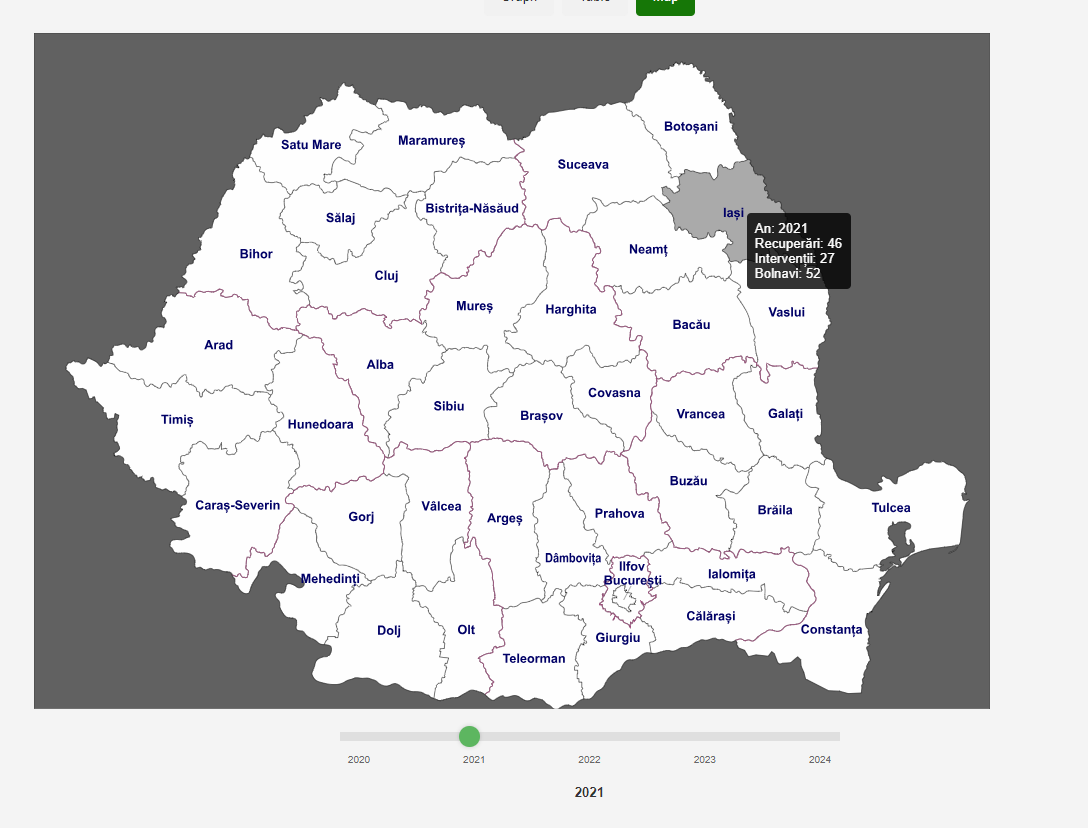 Map
Botoșani
Satu Mare
Maramureș
Suceava
Iași
Bistrița-Năsăud
Sălaj
An: 2021
Recuperări: 46
Intervenții: 27
Bolnavi: 52
Neamț
Bihor
Cluj
Mureș
Harghita
Vaslui
Bacău
Arad
Alba
Covasna
Sibiu
Brașov
Vrancea
Galați
Timiș
Hunedoara
Buzău
Caraș-Severin
Vâlcea
Argeș
Gorj
Prahova
Brăila
Tulcea
Dâmbovița
Ilfov
București
Ialomița
Mehedinți
Călărași
Constanța
Dolj
Olt
Giurgiu
Teleorman
2020 2021 2022 2023 2024
2021